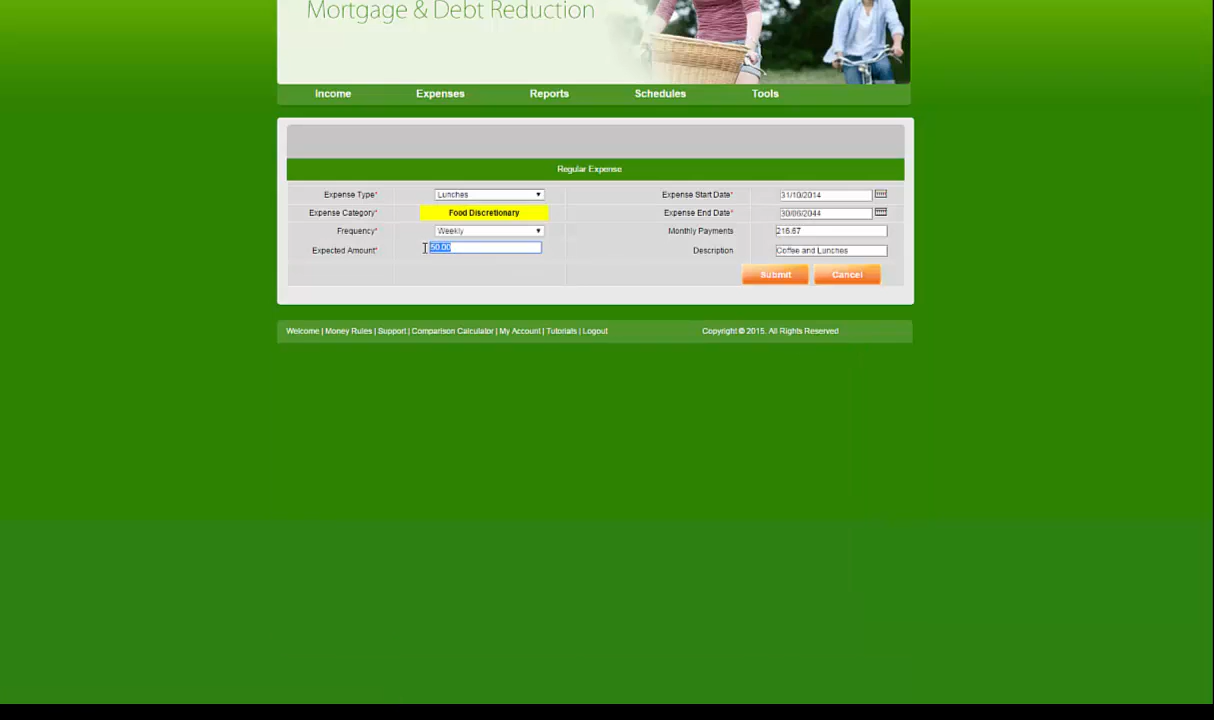 Mortgage & Debt Reduction
Income Expenses Reports Schedules Tools
Regular Expense
Expense Type* Lunches Expense Start Date* 31/10/2014
Expense Category* Food Discretionary Expense End Date* 30/06/2044
Frequency* Weekly Monthly Payments 216.67
Expected Amount* 50.00 Description Coffee and Lunches
Submit Cancel
Welcome | Money Rules | Support | Comparison Calculator | My Account | Tutorials | Logout Copyright © 2015. All Rights Reserved